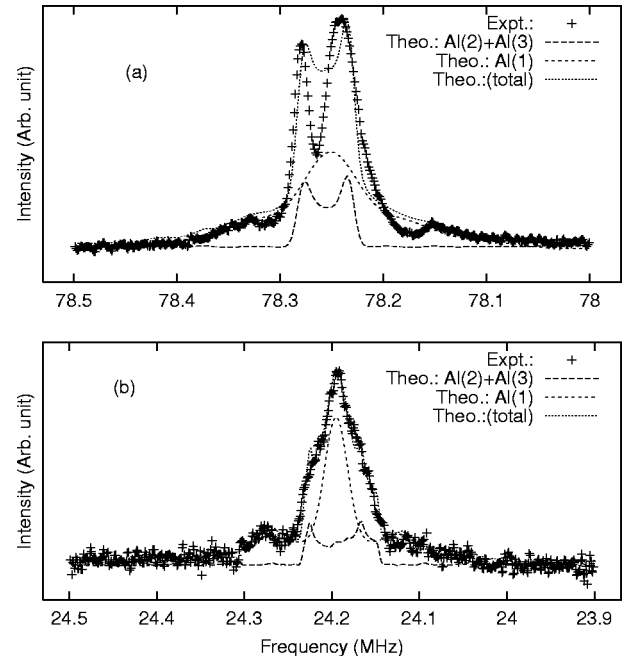 Expt.:
Theo.: Al(2)+Al(3)
Theo.: Al(1)
Theo.:(total)
(a)
Intensity (Arb. unit)
78.5 78.4 78.3 78.2 78.1 78
Expt.:
Theo.: Al(2)+Al(3)
Theo.: Al(1)
Theo.:(total)
(b)
Intensity (Arb. unit)
24.5 24.4 24.3 24.2 24.1 24 23.9
Frequency (MHz)